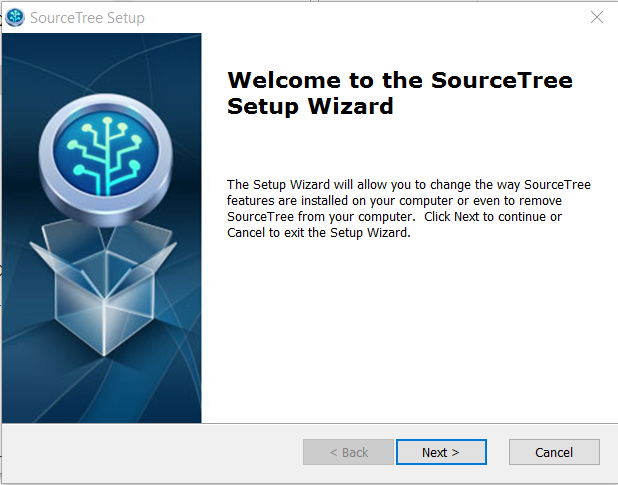 SourceTree Setup
Welcome to the SourceTree
Setup Wizard
The Setup Wizard will allow you to change the way SourceTree
features are installed on your computer or even to remove
SourceTree from your computer.  Click Next to continue or
Cancel to exit the Setup Wizard.
< Back
Next >
Cancel